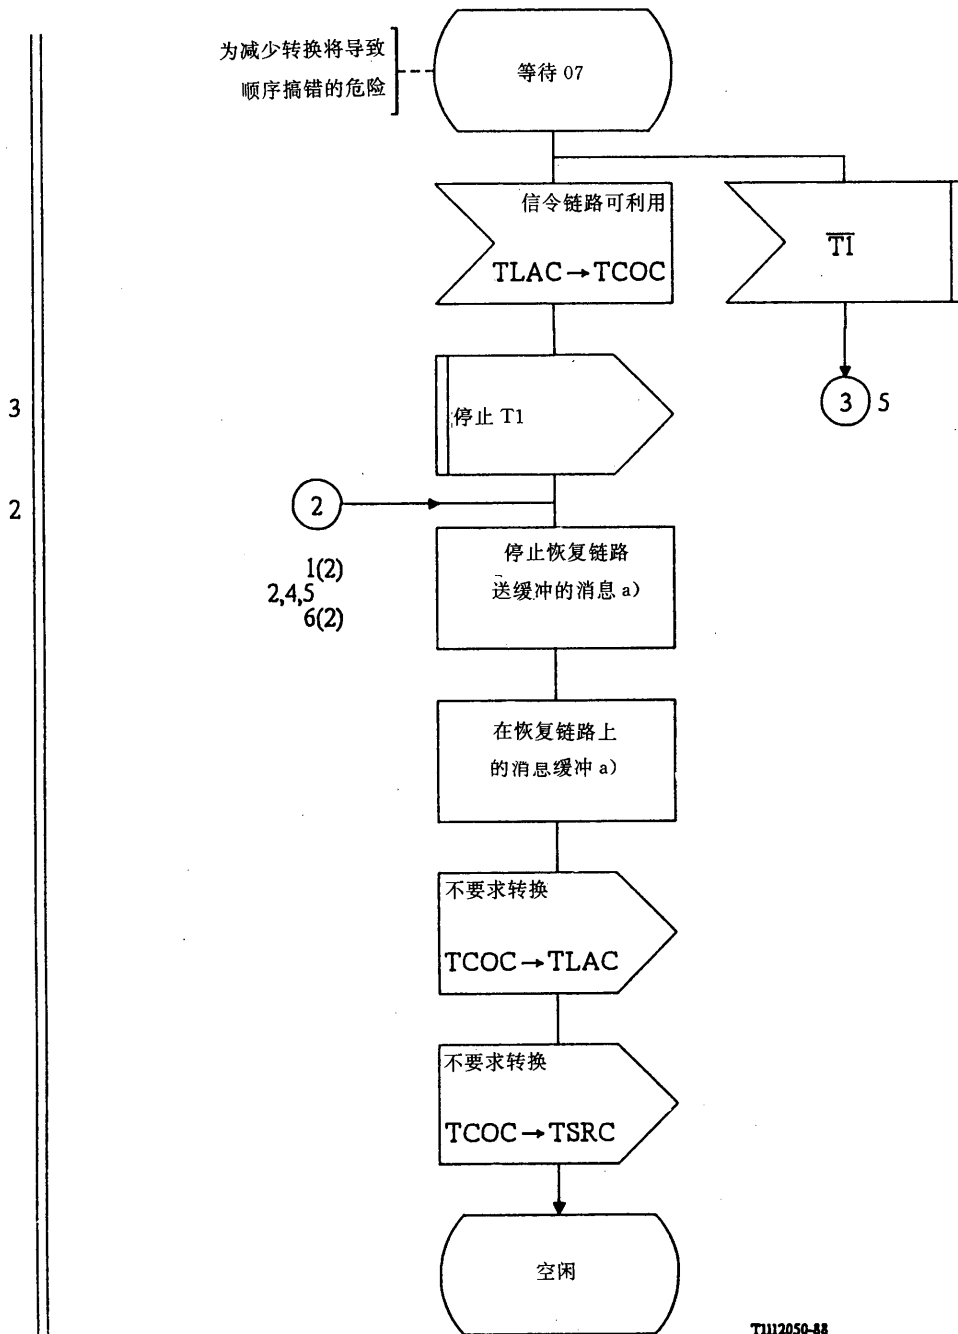 为减少转换将导致
顺序搞错的危险
等待 07
信令链路可利用
TLAC→TCOC
T1
停止 T1
3 5
3
2
2
1(2)
2,4,5
6(2)
停止恢复链路
送缓冲的消息 a)
在恢复链路上
的消息缓冲 a)
不要求转换
TCOC→TLAC
不要求转换
TCOC→TSRC
空闲
T1112050-88